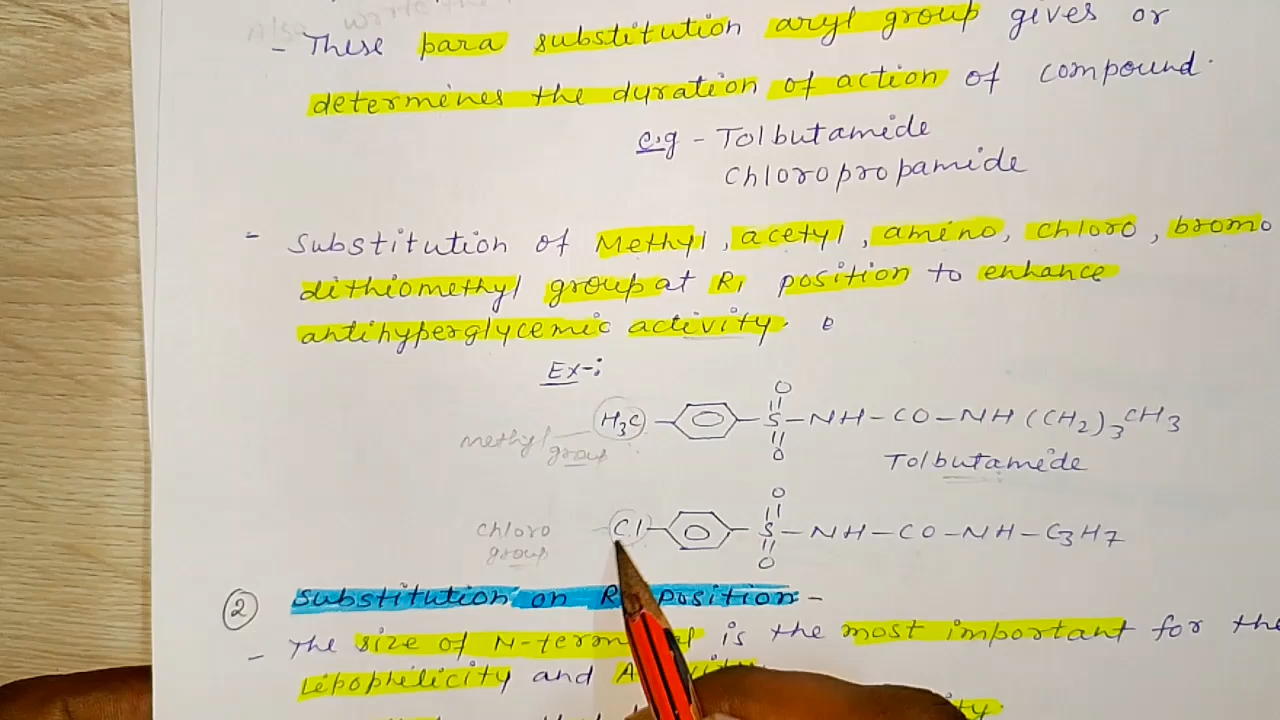 Also write the
- These para substitution aryl group gives or
determines the duration of action of compound.
e.g - Tolbutamide
Chloropropamide
- Substitution of Methyl, acetyl, amino, chloro, bromo
dithiomethyl group at R1 position to enhance
antihyperglycemic activity. e
Ex-:
O
H3C - S - NH - CO - NH (CH2)3CH3
O
methyl group
Tolbutamide
O
Cl - S - NH - CO - NH - C3H7
O
chloro group
② Substitution on R position -
- The size of N-terminal is the most important for the
Lipophilicity and